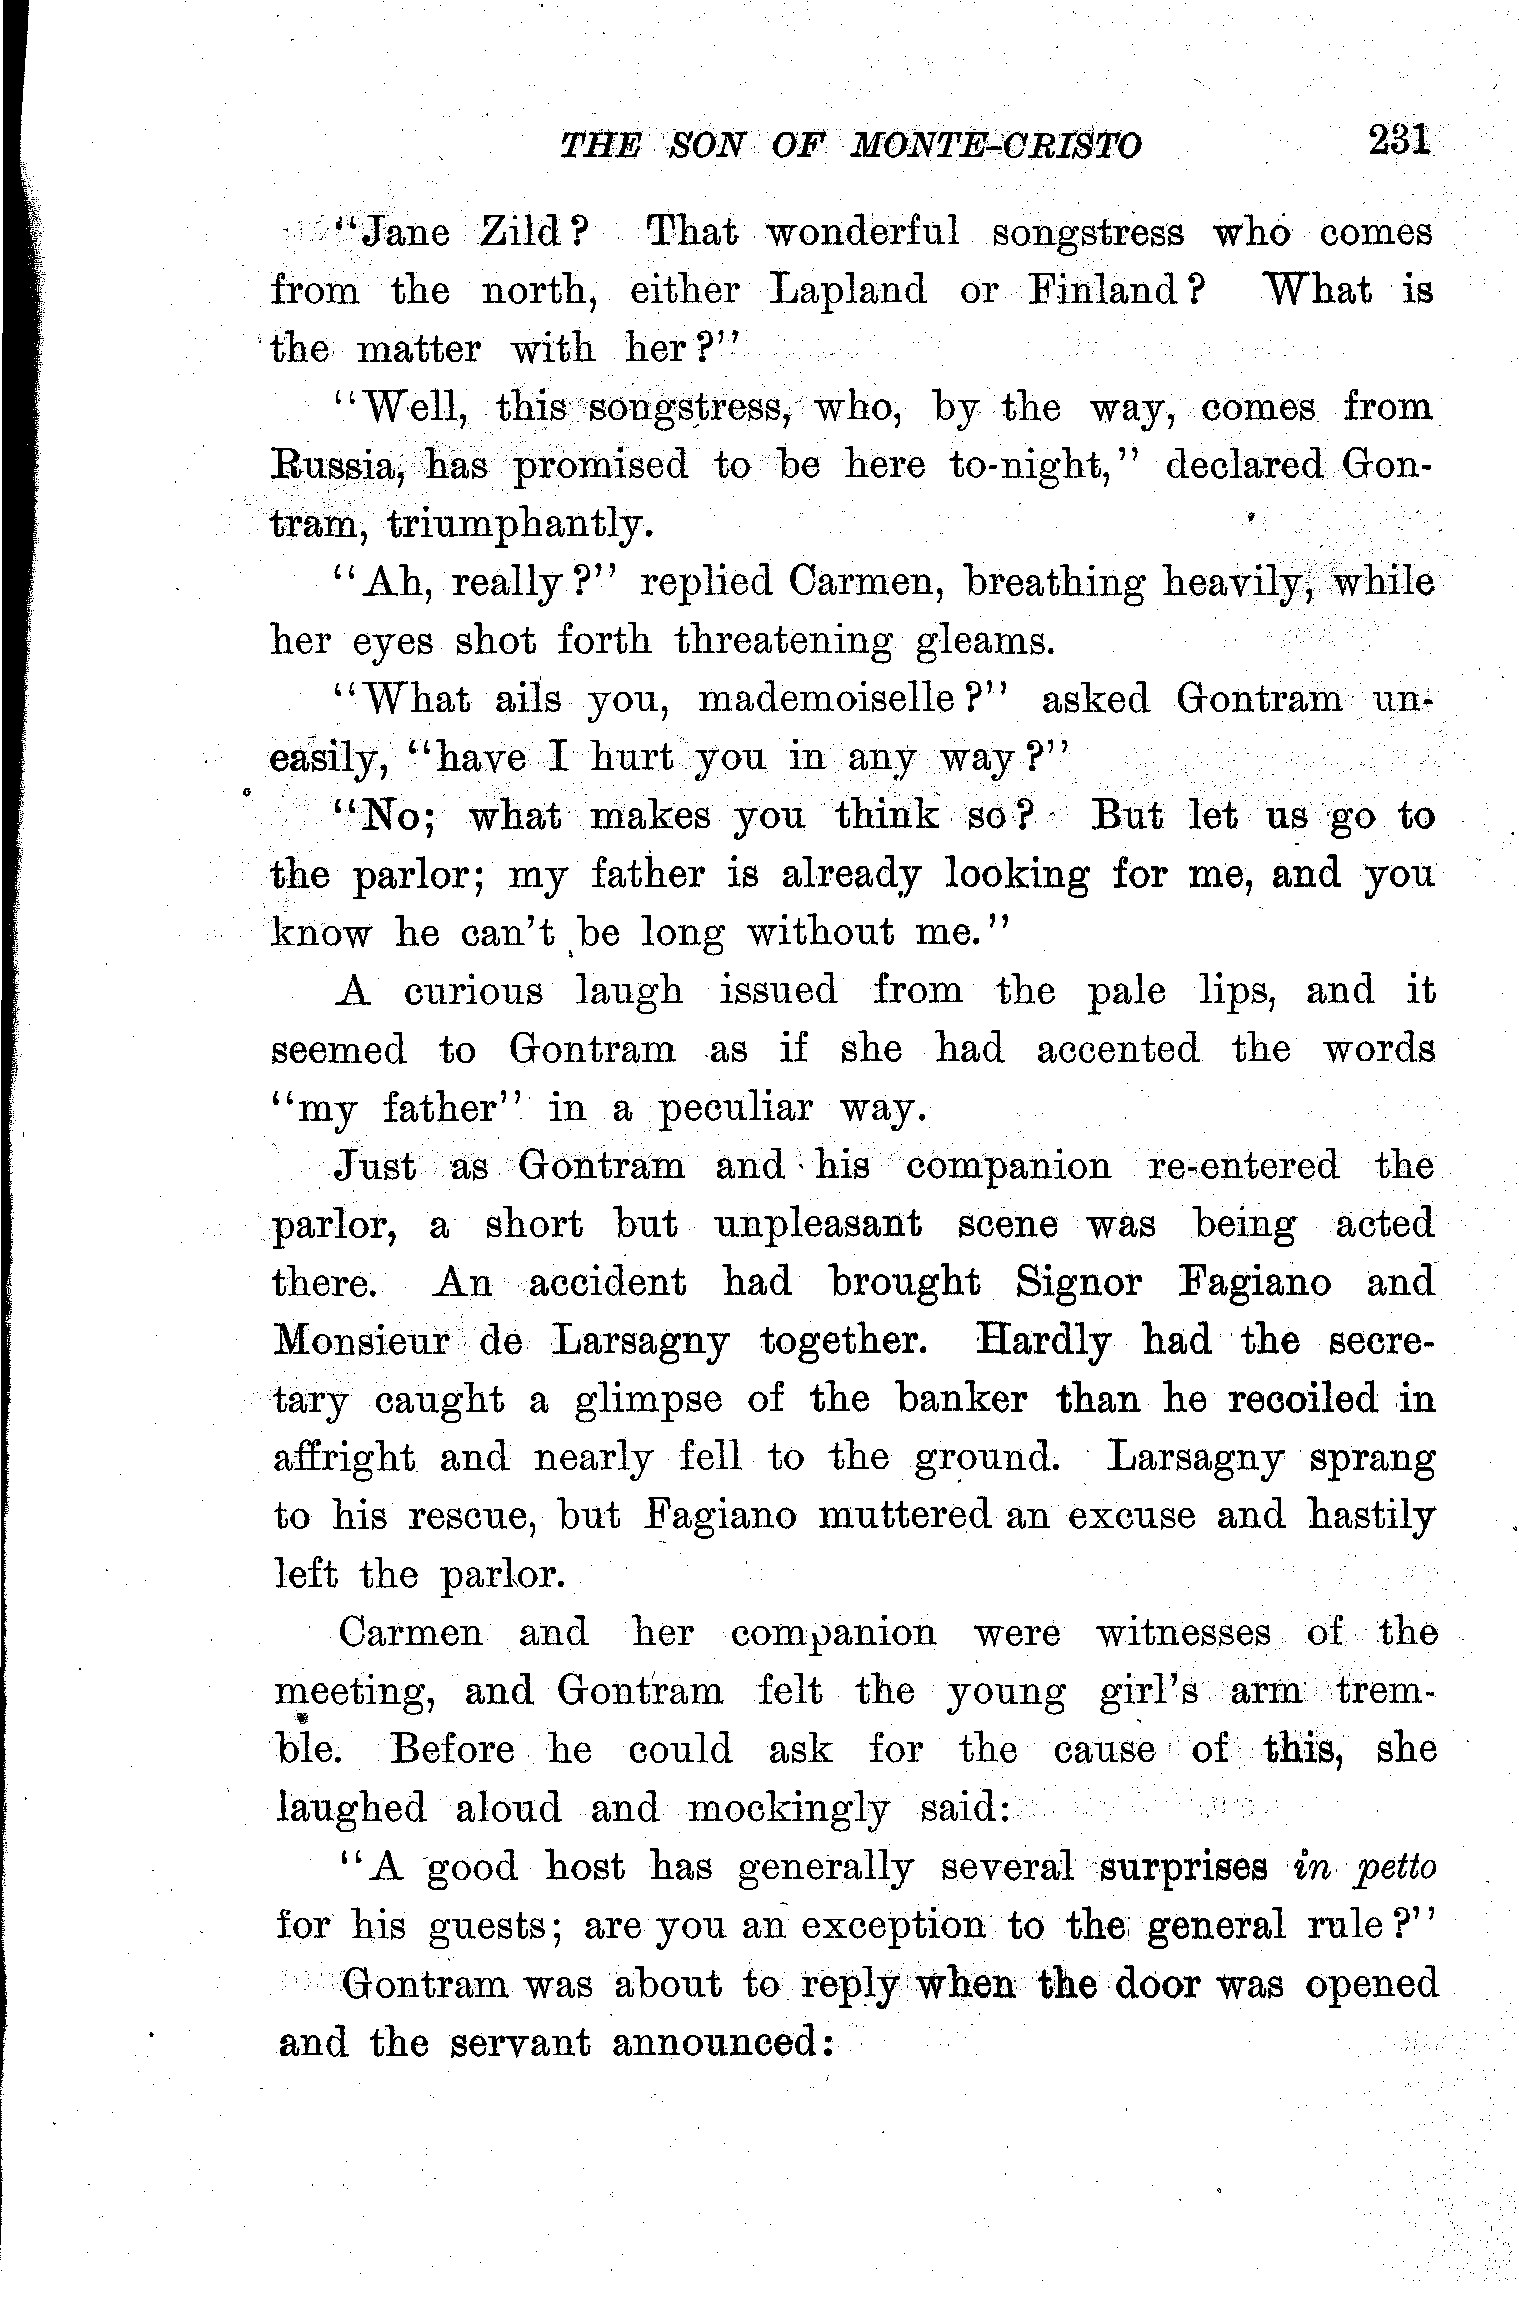 THE SON OF MONTE-CRISTO 231
"Jane Zild? That wonderful songstress who comes
from the north, either Lapland or Finland? What is
the matter with her?"
"Well, this songstress, who, by the way, comes from
Russia, has promised to be here to-night," declared Gon-
tram, triumphantly.
"Ah, really?" replied Carmen, breathing heavily, while
her eyes shot forth threatening gleams.
"What ails you, mademoiselle?" asked Gontram un-
easily, "have I hurt you in any way?"
"No; what makes you think so? But let us go to
the parlor; my father is already looking for me, and you
know he can't be long without me."
A curious laugh issued from the pale lips, and it
seemed to Gontram as if she had accented the words
"my father" in a peculiar way.
Just as Gontram and his companion re-entered the
parlor, a short but unpleasant scene was being acted
there. An accident had brought Signor Fagiano and
Monsieur de Larsagny together. Hardly had the secre-
tary caught a glimpse of the banker than he recoiled in
affright and nearly fell to the ground. Larsagny sprang
to his rescue, but Fagiano muttered an excuse and hastily
left the parlor.
Carmen and her companion were witnesses of the
meeting, and Gontram felt the young girl's arm trem-
ble. Before he could ask for the cause of this, she
laughed aloud and mockingly said:
"A good host has generally several surprises in petto
for his guests; are you an exception to the general rule?"
Gontram was about to reply when the door was opened
and the servant announced: